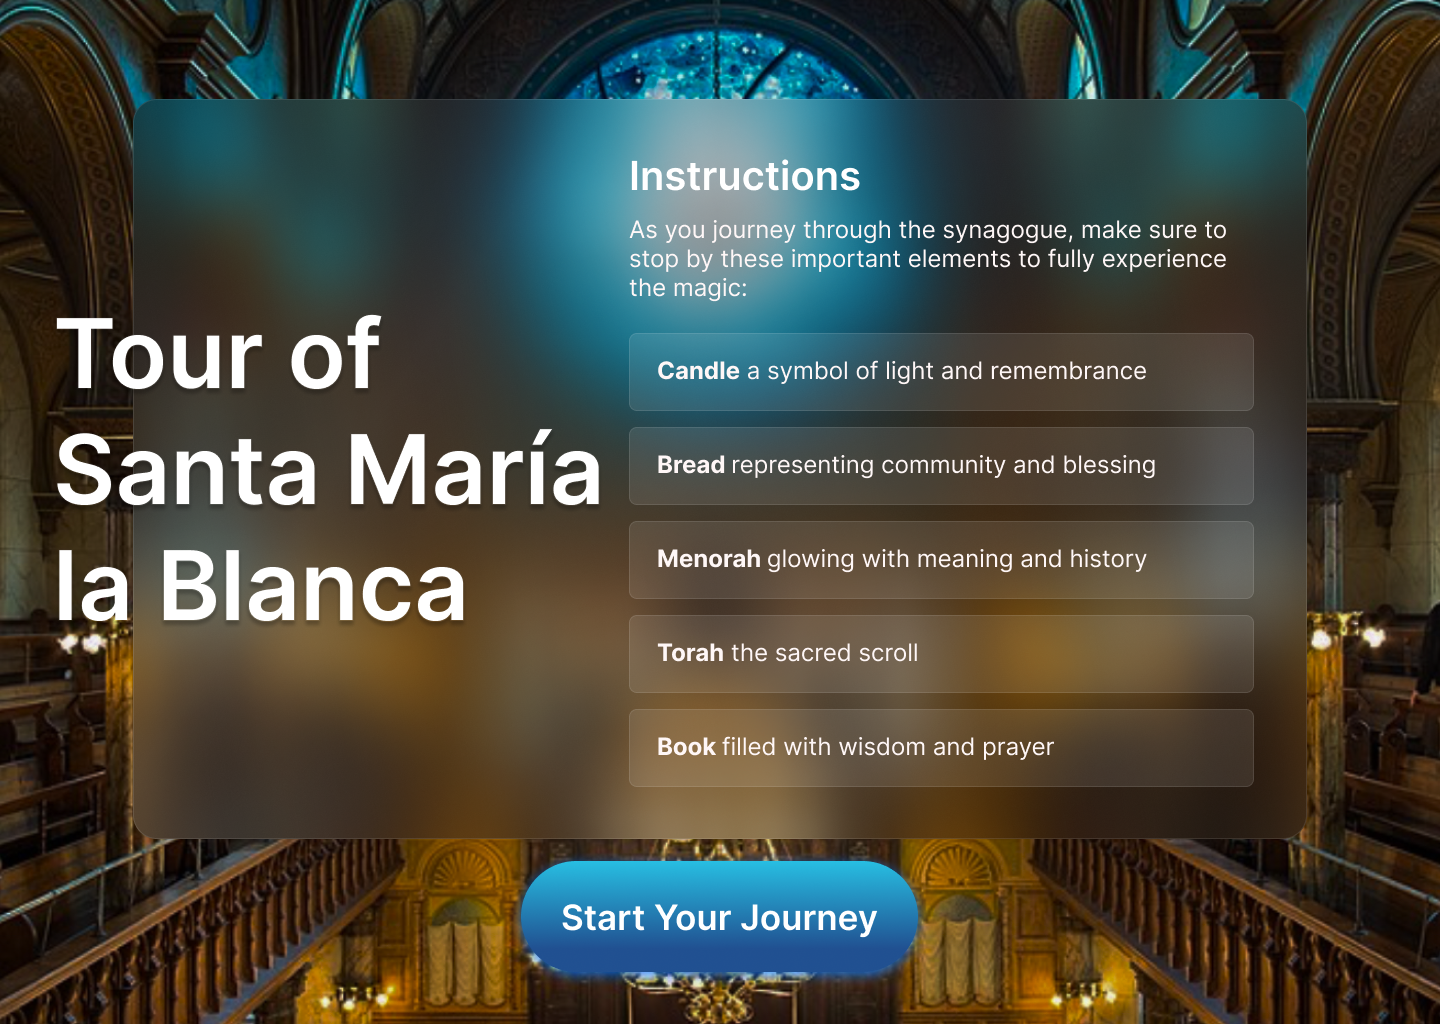 Tour of
Santa María
la Blanca
Instructions
As you journey through the synagogue, make sure to
stop by these important elements to fully experience
the magic:
Candle a symbol of light and remembrance
Bread representing community and blessing
Menorah glowing with meaning and history
Torah the sacred scroll
Book filled with wisdom and prayer
Start Your Journey